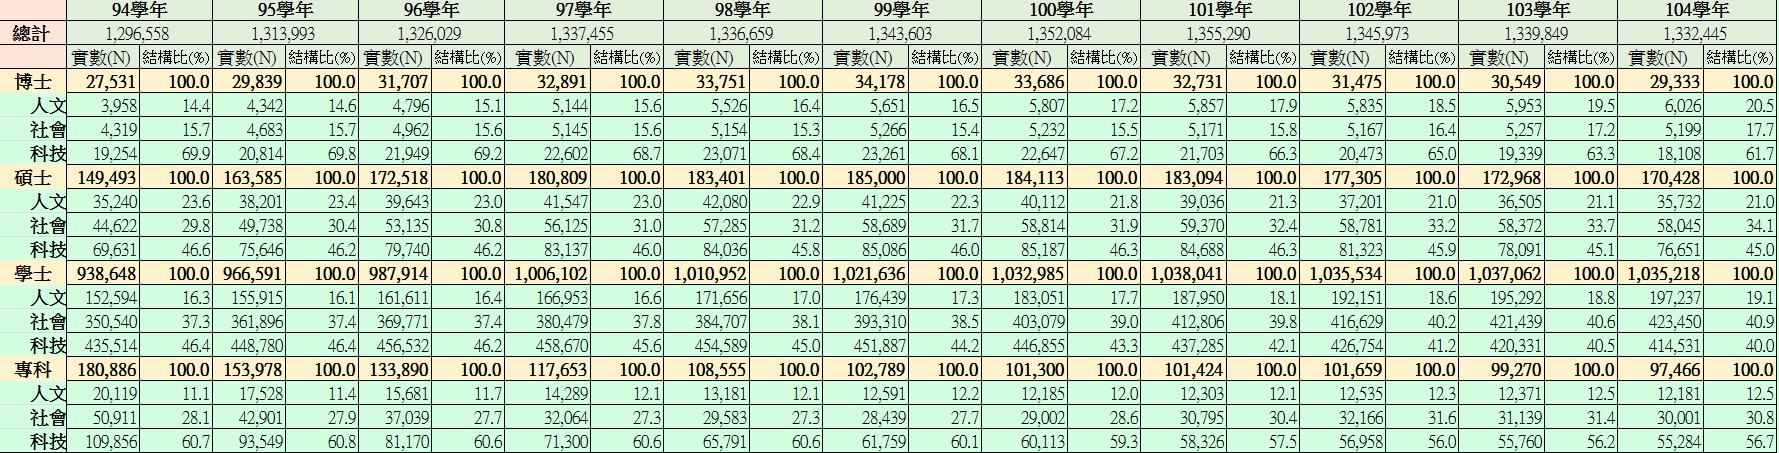 94學年 95學年 96學年 97學年 98學年 99學年 100學年 101學年 102學年 103學年 104學年
總計 1,296,558 1,313,993 1,326,029 1,337,455 1,336,659 1,343,603 1,352,084 1,355,290 1,345,973 1,339,849 1,332,445
實數(N) 結構比(%) 實數(N) 結構比(%) 實數(N) 結構比(%) 實數(N) 結構比(%) 實數(N) 結構比(%) 實數(N) 結構比(%) 實數(N) 結構比(%) 實數(N) 結構比(%) 實數(N) 結構比(%) 實數(N) 結構比(%) 實數(N) 結構比(%)
博士 27,531 100.0 29,839 100.0 31,707 100.0 32,891 100.0 33,751 100.0 34,178 100.0 33,686 100.0 32,731 100.0 31,475 100.0 30,549 100.0 29,333 100.0
人文 3,958 14.4 4,342 14.6 4,796 15.1 5,144 15.6 5,526 16.4 5,651 16.5 5,807 17.2 5,857 17.9 5,835 18.5 5,953 19.5 6,026 20.5
社會 4,319 15.7 4,683 15.7 4,962 15.6 5,145 15.6 5,154 15.3 5,266 15.4 5,232 15.5 5,171 15.8 5,167 16.4 5,257 17.2 5,199 17.7
科技 19,254 69.9 20,814 69.8 21,949 69.2 22,602 68.7 23,071 68.4 23,261 68.1 22,647 67.2 21,703 66.3 20,473 65.0 19,339 63.3 18,108 61.7
碩士 149,493 100.0 163,585 100.0 172,518 100.0 180,809 100.0 183,401 100.0 185,000 100.0 184,113 100.0 183,094 100.0 177,305 100.0 172,968 100.0 170,428 100.0
人文 35,240 23.6 38,201 23.4 39,643 23.0 41,547 23.0 42,080 22.9 41,225 22.3 40,112 21.8 39,036 21.3 37,201 21.0 36,505 21.1 35,732 21.0
社會 44,622 29.8 49,738 30.4 53,135 30.8 56,125 31.0 57,285 31.2 58,689 31.7 58,814 31.9 59,370 32.4 58,781 33.2 58,372 33.7 58,045 34.1
科技 69,631 46.6 75,646 46.2 79,740 46.2 83,137 46.0 84,036 45.8 85,086 46.0 85,187 46.3 84,688 46.3 81,323 45.9 78,091 45.1 76,651 45.0
學士 938,648 100.0 966,591 100.0 987,914 100.0 1,006,102 100.0 1,010,952 100.0 1,021,636 100.0 1,032,985 100.0 1,038,041 100.0 1,035,534 100.0 1,037,062 100.0 1,035,218 100.0
人文 152,594 16.3 155,915 16.1 161,611 16.4 166,953 16.6 171,656 17.0 176,439 17.3 183,051 17.7 187,950 18.1 192,151 18.6 195,292 18.8 197,237 19.1
社會 350,540 37.3 361,896 37.4 369,771 37.4 380,479 37.8 384,707 38.1 393,310 38.5 403,079 39.0 412,806 39.8 416,629 40.2 421,439 40.6 423,450 40.9
科技 435,514 46.4 448,780 46.4 456,532 46.2 458,670 45.6 454,589 45.0 451,887 44.2 446,855 43.3 437,285 42.1 426,754 41.2 420,331 40.5 414,531 40.0
專科 180,886 100.0 153,978 100.0 133,890 100.0 117,653 100.0 108,555 100.0 102,789 100.0 101,300 100.0 101,424 100.0 101,659 100.0 99,270 100.0 97,466 100.0
人文 20,119 11.1 17,528 11.4 15,681 11.7 14,289 12.1 13,181 12.1 12,591 12.2 12,185 12.0 12,303 12.1 12,535 12.3 12,371 12.5 12,181 12.5
社會 50,911 28.1 42,901 27.9 37,039 27.7 32,064 27.3 29,583 27.3 28,439 27.7 29,002 28.6 30,795 30.4 32,166 31.6 31,139 31.4 30,001 30.8
科技 109,856 60.7 93,549 60.8 81,170 60.6 71,300 60.6 65,791 60.6 61,759 60.1 60,113 59.3 58,326 57.5 56,958 56.0 55,760 56.2 55,284 56.7